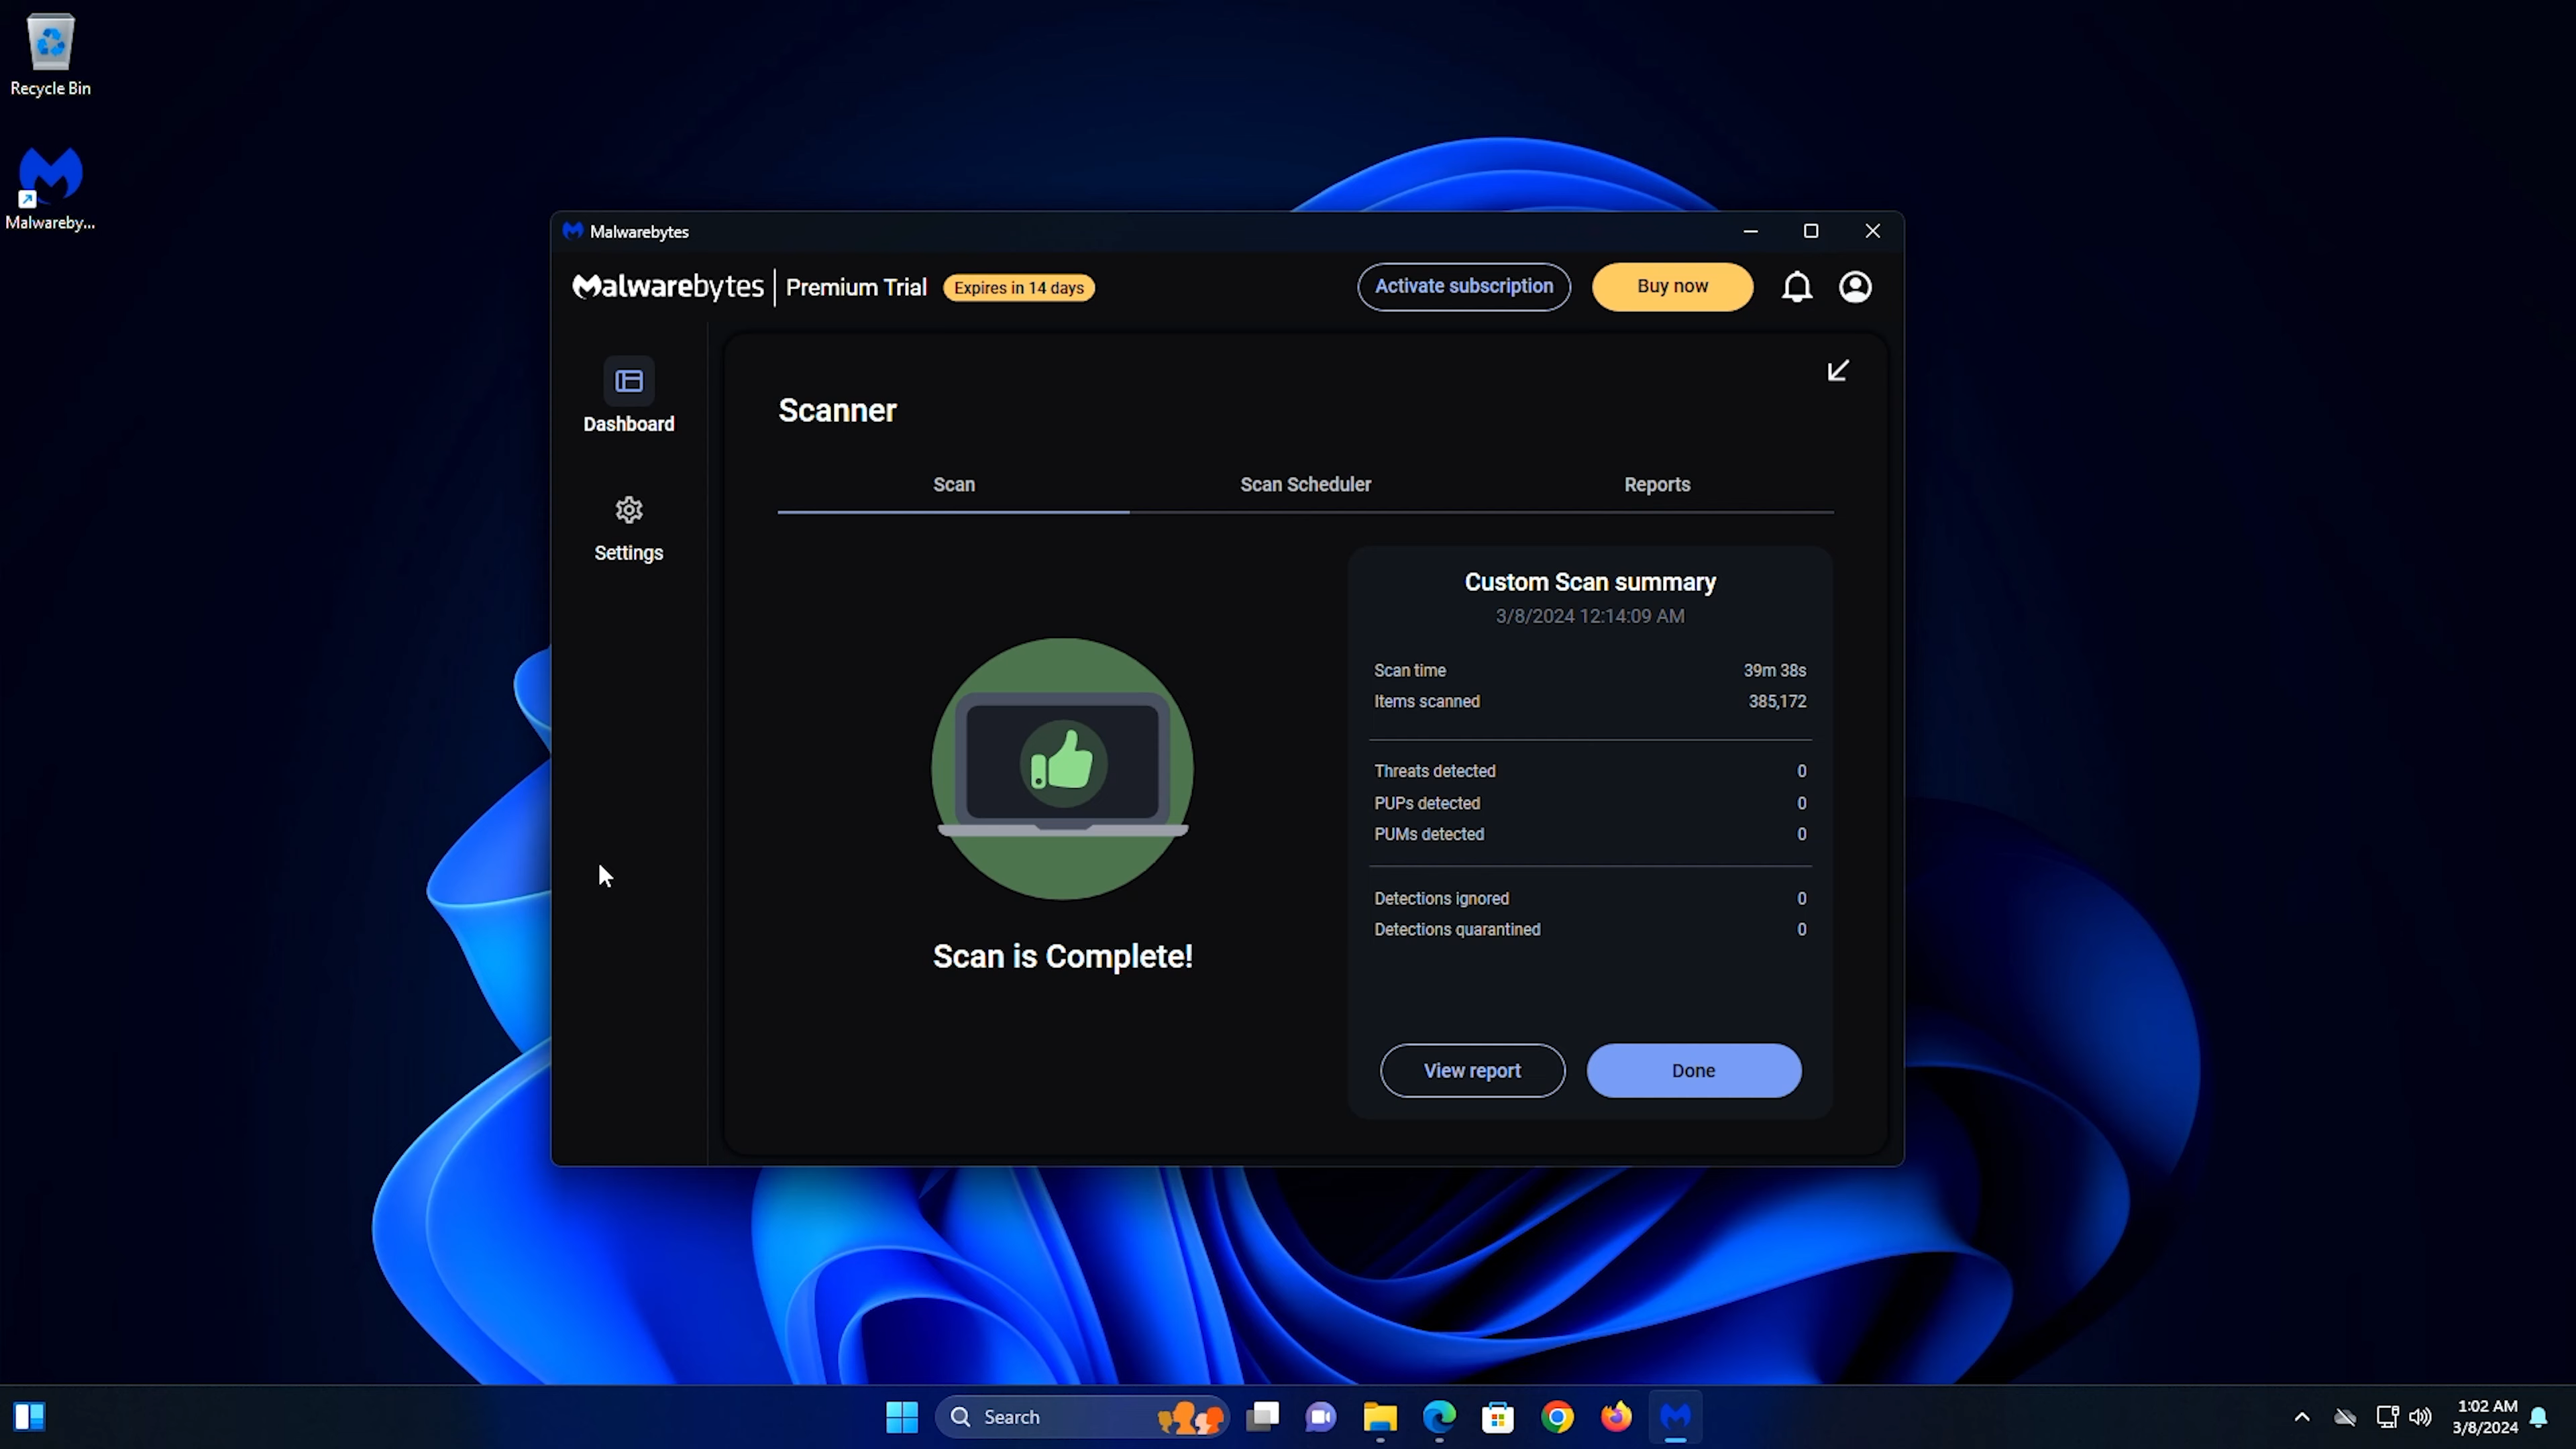 Recycle Bin
Malwareby...
Malwarebytes
Malwarebytes | Premium Trial Expires in 14 days Activate subscription Buy now
Dashboard
Settings
Scanner
Scan Scan Scheduler Reports
Scan is Complete!
Custom Scan summary
3/8/2024 12:14:09 AM
Scan time 39m 38s
Items scanned 385,172
Threats detected 0
PUPs detected 0
PUMs detected 0
Detections ignored 0
Detections quarantined 0
View report Done
Search
1:02 AM
3/8/2024